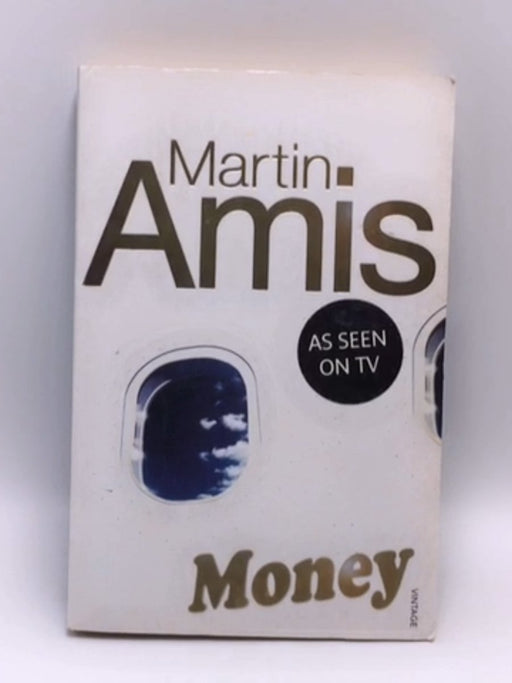 Martin
Amis
AS SEEN
ON TV
Money
VINTAGE